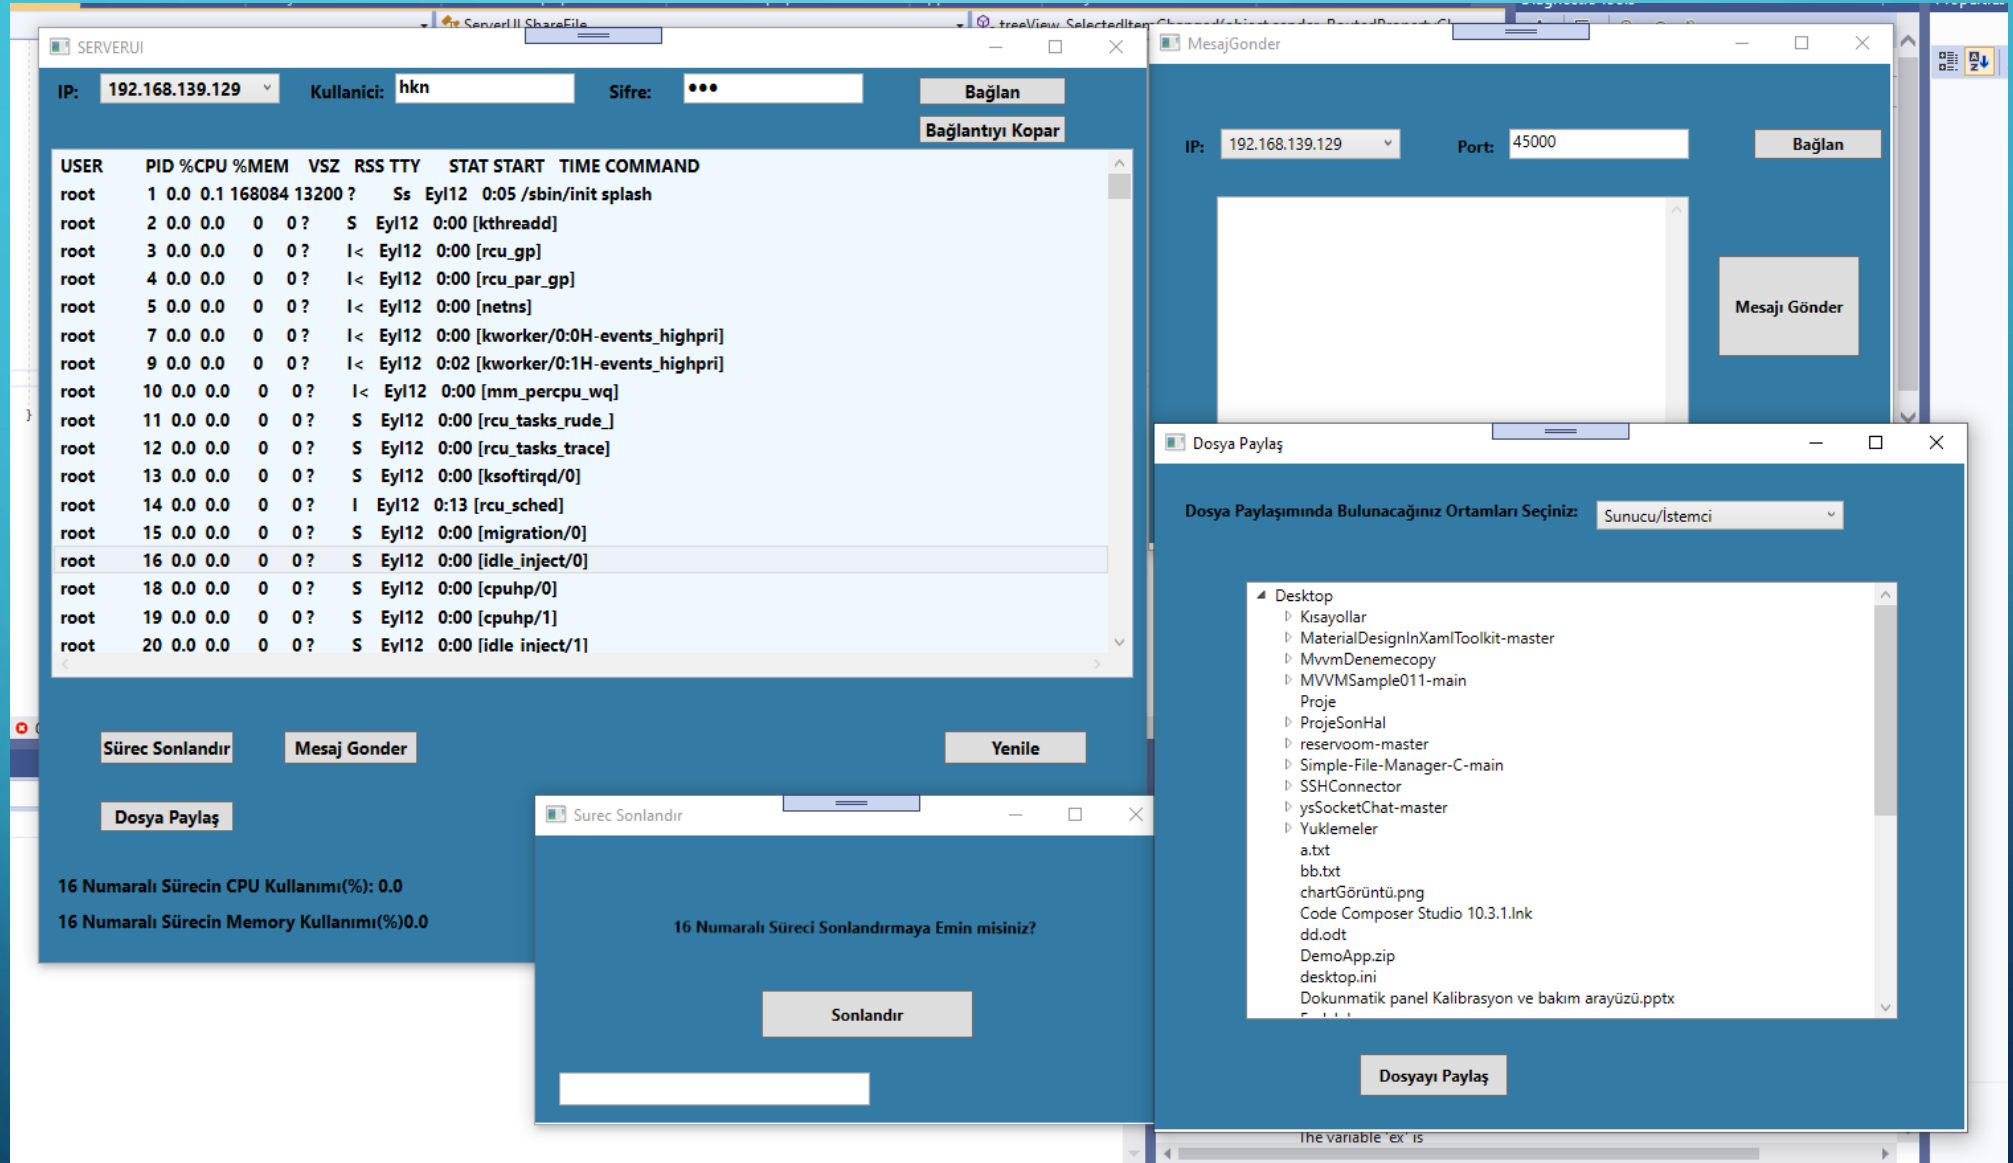 ServerUI.ShareFile
SERVERUI
IP: 192.168.139.129 Kullanici: hkn Sifre: ●●● Bağlan
Bağlantıyı Kopar
USER PID %CPU %MEM VSZ RSS TTY STAT START TIME COMMAND
root 1 0.0 0.1 168084 13200 ? Ss Eyl12 0:05 /sbin/init splash
root 2 0.0 0.0 0 0 ? S Eyl12 0:00 [kthreadd]
root 3 0.0 0.0 0 0 ? I< Eyl12 0:00 [rcu_gp]
root 4 0.0 0.0 0 0 ? I< Eyl12 0:00 [rcu_par_gp]
root 5 0.0 0.0 0 0 ? I< Eyl12 0:00 [netns]
root 7 0.0 0.0 0 0 ? I< Eyl12 0:00 [kworker/0:0H-events_highpri]
root 9 0.0 0.0 0 0 ? I< Eyl12 0:02 [kworker/0:1H-events_highpri]
root 10 0.0 0.0 0 0 ? I< Eyl12 0:00 [mm_percpu_wq]
root 11 0.0 0.0 0 0 ? S Eyl12 0:00 [rcu_tasks_rude_]
root 12 0.0 0.0 0 0 ? S Eyl12 0:00 [rcu_tasks_trace]
root 13 0.0 0.0 0 0 ? S Eyl12 0:00 [ksoftirqd/0]
root 14 0.0 0.0 0 0 ? I Eyl12 0:13 [rcu_sched]
root 15 0.0 0.0 0 0 ? S Eyl12 0:00 [migration/0]
root 16 0.0 0.0 0 0 ? S Eyl12 0:00 [idle_inject/0]
root 18 0.0 0.0 0 0 ? S Eyl12 0:00 [cpuhp/0]
root 19 0.0 0.0 0 0 ? S Eyl12 0:00 [cpuhp/1]
root 20 0.0 0.0 0 0 ? S Eyl12 0:00 [idle_inject/1]
Sürec Sonlandır Mesaj Gonder Yenile
Dosya Paylaş
16 Numaralı Sürecin CPU Kullanımı(%): 0.0
16 Numaralı Sürecin Memory Kullanımı(%)0.0
Surec Sonlandır
16 Numaralı Süreci Sonlandırmaya Emin misiniz?
Sonlandır
MesajGonder
IP: 192.168.139.129 Port: 45000 Bağlan
Mesajı Gönder
Dosya Paylaş
Dosya Paylaşımında Bulunacağınız Ortamları Seçiniz: Sunucu/İstemci
Desktop
Kısayollar
MaterialDesignInXamlToolkit-master
MvvmDenemecopy
MVVMSample011-main
Proje
ProjeSonHal
reservoom-master
Simple-File-Manager-C-main
SSHConnector
ysSocketChat-master
Yuklemeler
a.txt
bb.txt
chartGörüntü.png
Code Composer Studio 10.3.1.lnk
dd.odt
DemoApp.zip
desktop.ini
Dokunmatik panel Kalibrasyon ve bakım arayüzü.pptx
Dosyayı Paylaş
The variable 'ex' is